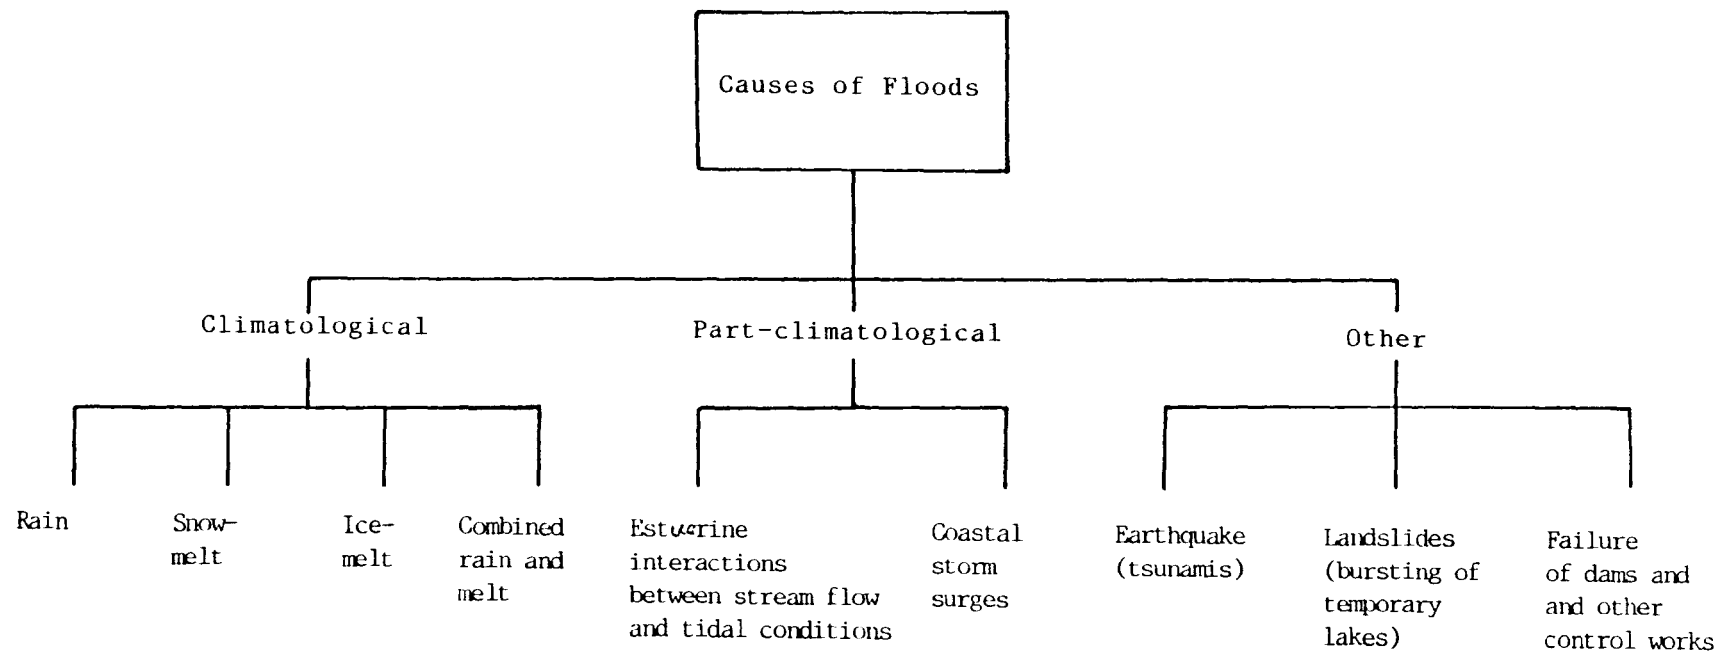 Causes of Floods
Climatological
Part-climatological
Other
Rain
Snow-
melt
Ice-
melt
Combined
rain and
melt
Estuarine
interactions
between stream flow
and tidal conditions
Coastal
storm
surges
Earthquake
(tsunamis)
Landslides
(bursting of
temporary
lakes)
Failure
of dams and
and other
control works